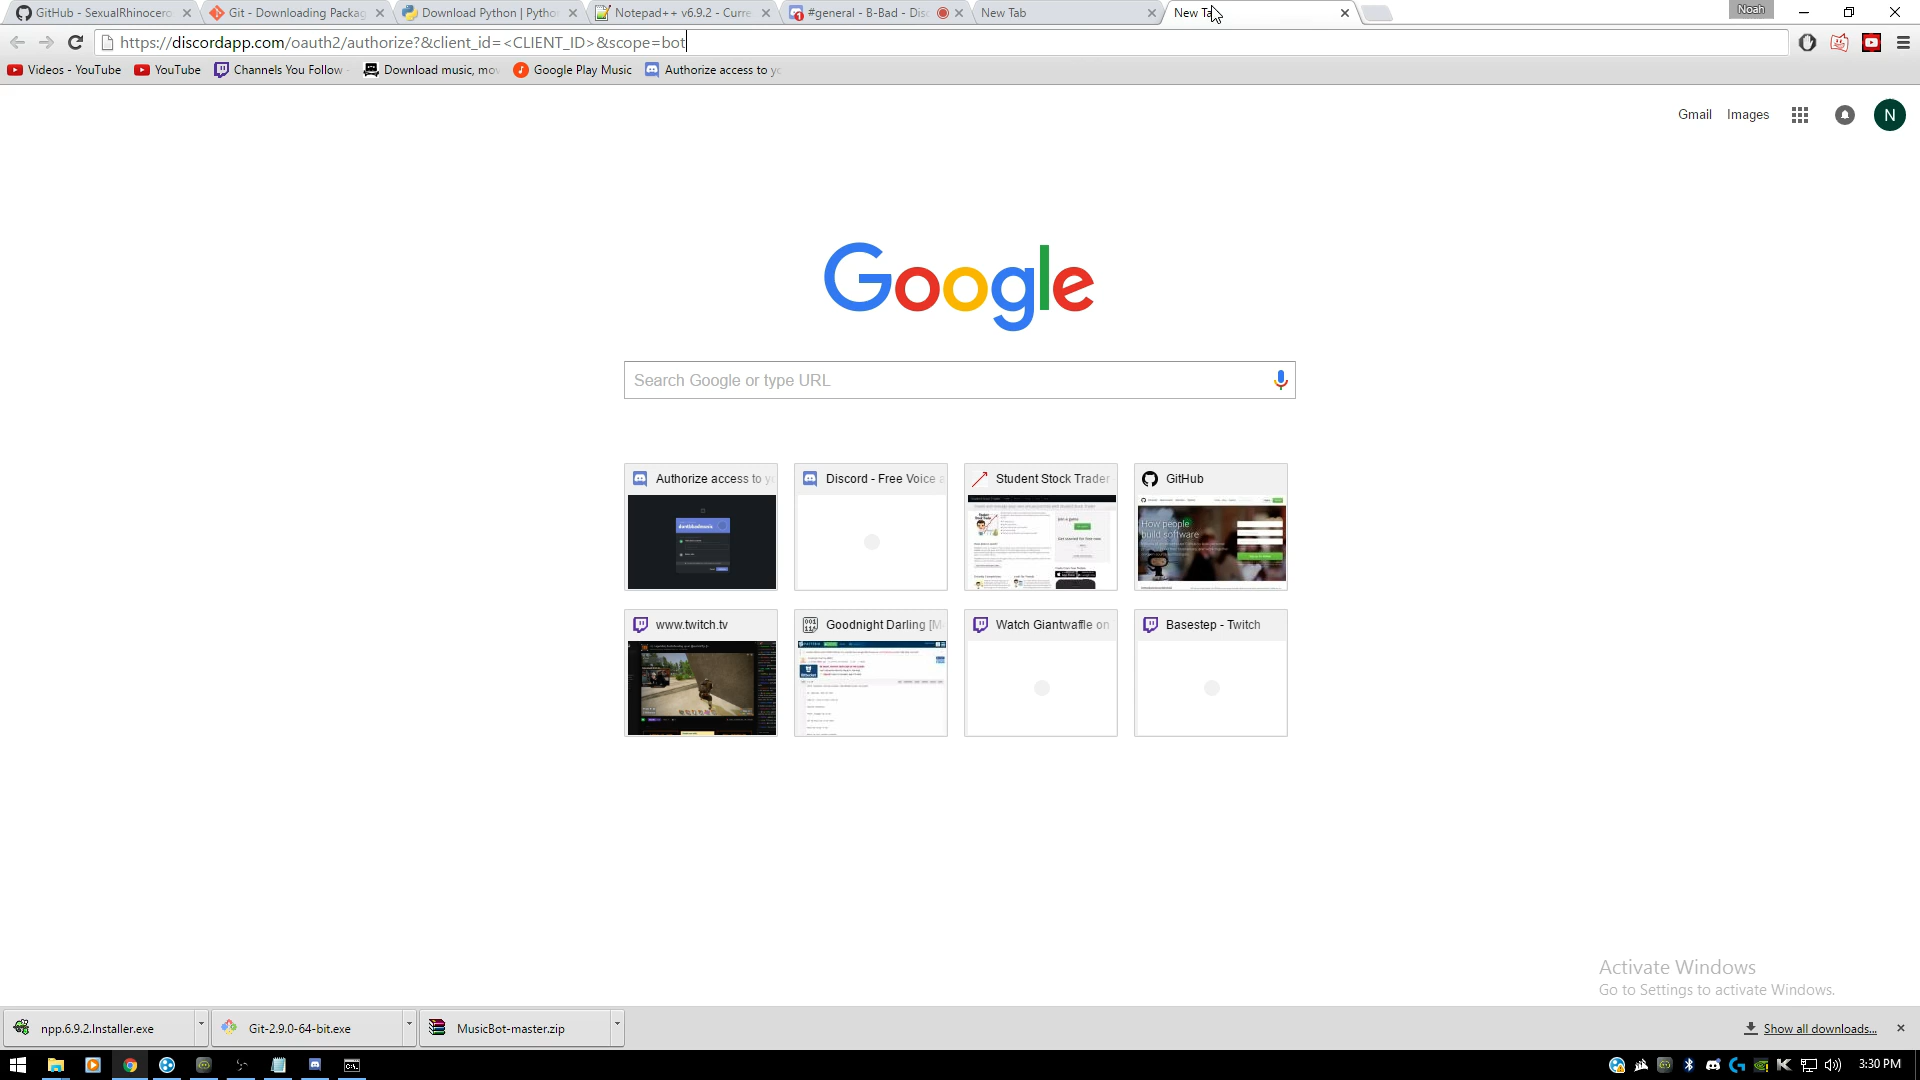 GitHub - SexualRhinocero
Git - Downloading Packag
Download Python | Pytho
Notepad++ v6.9.2 - Curre
#general - B-Bad - Dis
New Tab
New Ta
Noah
https://discordapp.com/oauth2/authorize?&client_id=<CLIENT_ID>&scope=bot
Videos - YouTube
YouTube
Channels You Follow
Download music, mov
Google Play Music
Authorize access to yo
Gmail
Images
N
Google
Search Google or type URL
Authorize access to yo
Discord - Free Voice a
Student Stock Trader
GitHub
How people
build software
www.twitch.tv
Goodnight Darling [M
Watch Giantwaffle on
Basestep - Twitch
Activate Windows
Go to Settings to activate Windows.
npp.6.9.2.Installer.exe
Git-2.9.0-64-bit.exe
MusicBot-master.zip
Show all downloads...
3:30 PM